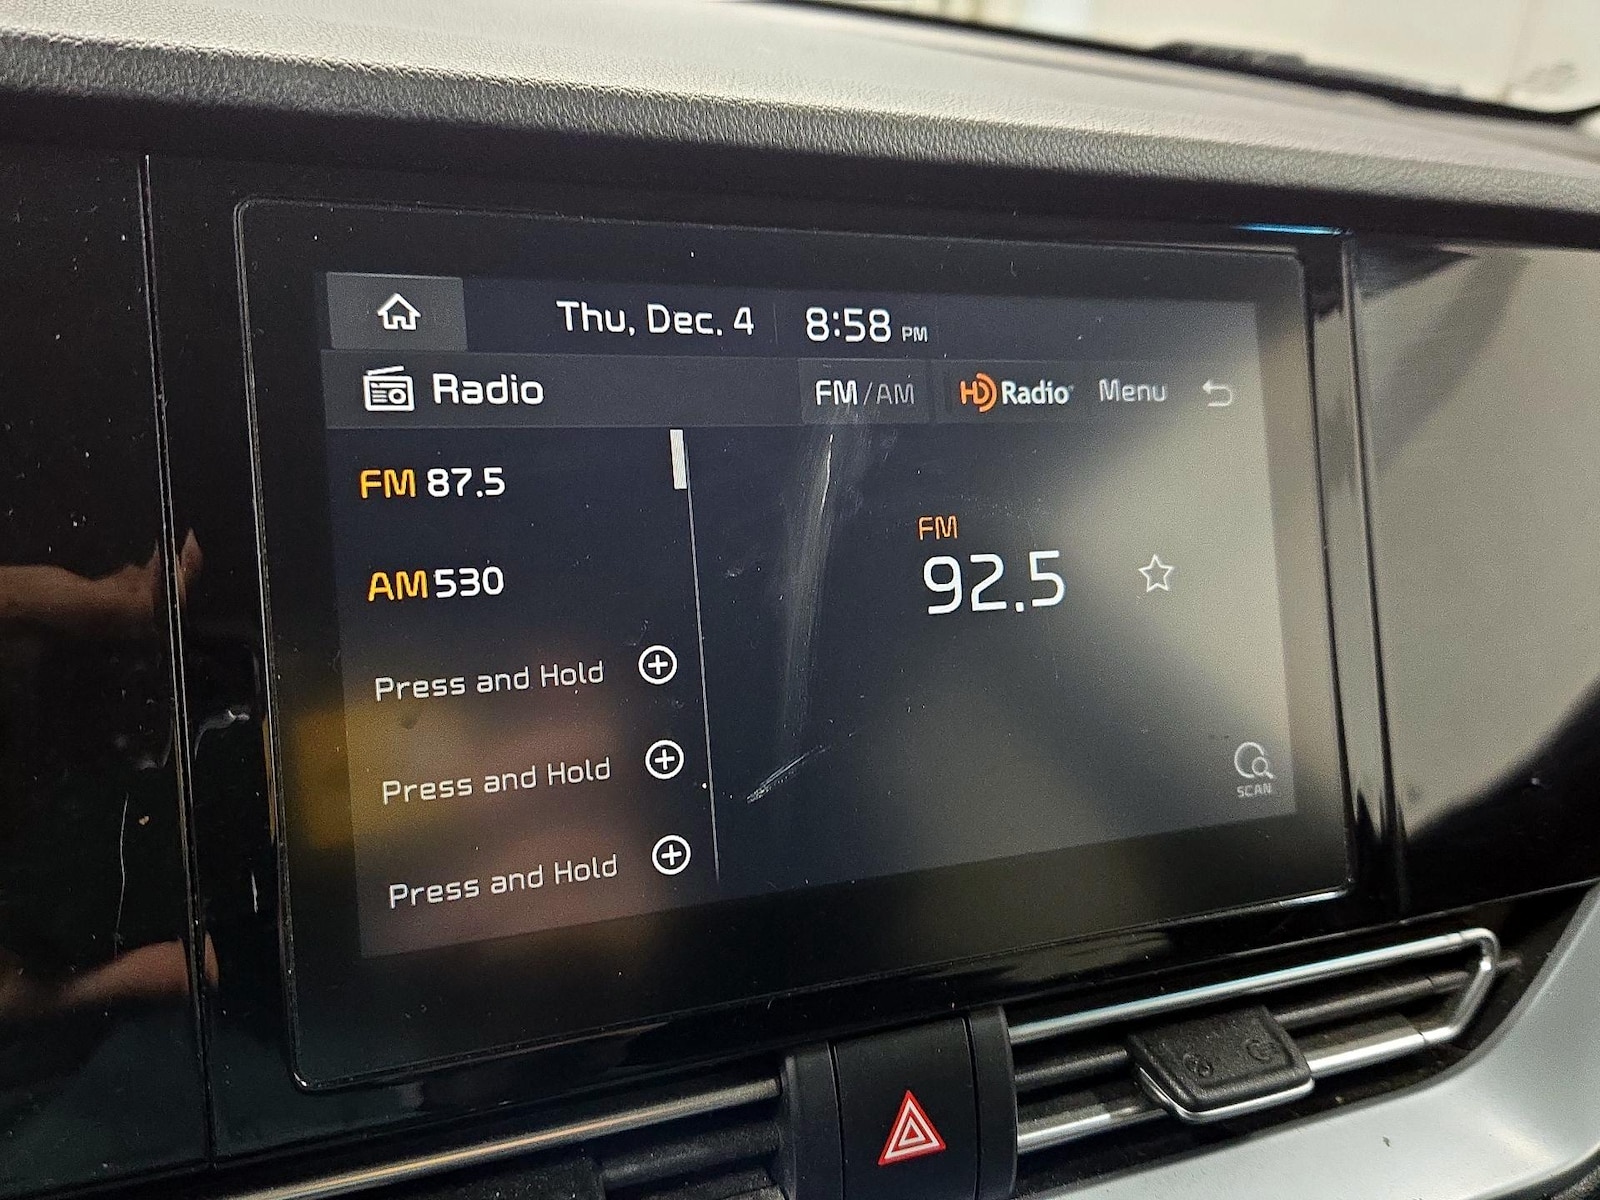 Thu, Dec. 4 8:58 PM
Radio FM/AM HD Radio Menu
FM 87.5
AM 530
Press and Hold
Press and Hold
Press and Hold
FM
92.5
SCAN